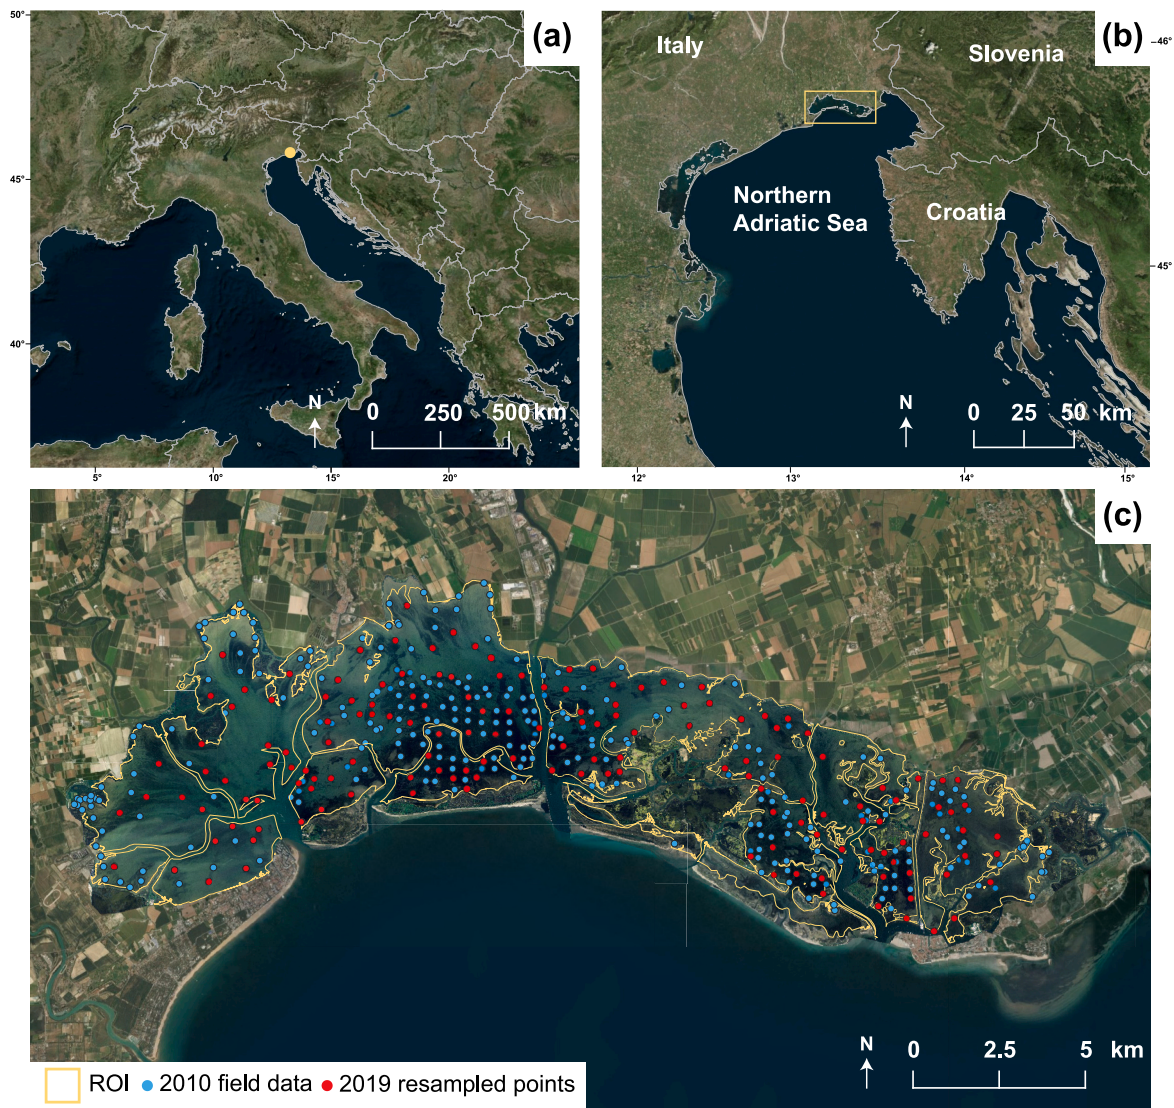 50°
45°
40°
(a)
N
0 250 500 km
5° 10° 15° 20°
Italy
Slovenia
(b)
46°
Northern
Adriatic Sea
Croatia
45°
N
0 25 50 km
12° 13° 14° 15°
(c)
N
0 2.5 5 km
ROI 2010 field data 2019 resampled points